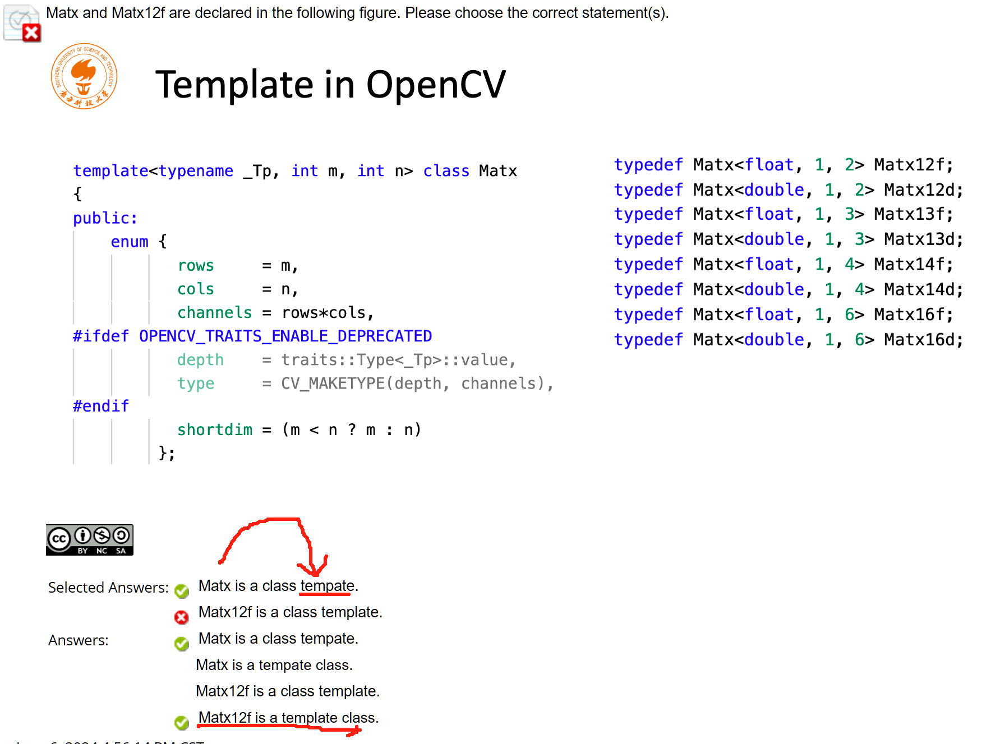 Matx and Matx12f are declared in the following figure. Please choose the correct statement(s).
SOUTHERN UNIVERSITY OF SCIENCE AND TECHNOLOGY
南方科技大学
Template in OpenCV
template<typename _Tp, int m, int n> class Matx
{
public:
enum {
rows = m,
cols = n,
channels = rows*cols,
#ifdef OPENCV_TRAITS_ENABLE_DEPRECATED
depth = traits::Type<_Tp>::value,
type = CV_MAKETYPE(depth, channels),
#endif
shortdim = (m < n ? m : n)
};
typedef Matx<float, 1, 2> Matx12f;
typedef Matx<double, 1, 2> Matx12d;
typedef Matx<float, 1, 3> Matx13f;
typedef Matx<double, 1, 3> Matx13d;
typedef Matx<float, 1, 4> Matx14f;
typedef Matx<double, 1, 4> Matx14d;
typedef Matx<float, 1, 6> Matx16f;
typedef Matx<double, 1, 6> Matx16d;
cc BY NC SA
Selected Answers: Matx is a class tempate.
Matx12f is a class template.
Answers: Matx is a class tempate.
Matx is a tempate class.
Matx12f is a class template.
Matx12f is a template class.